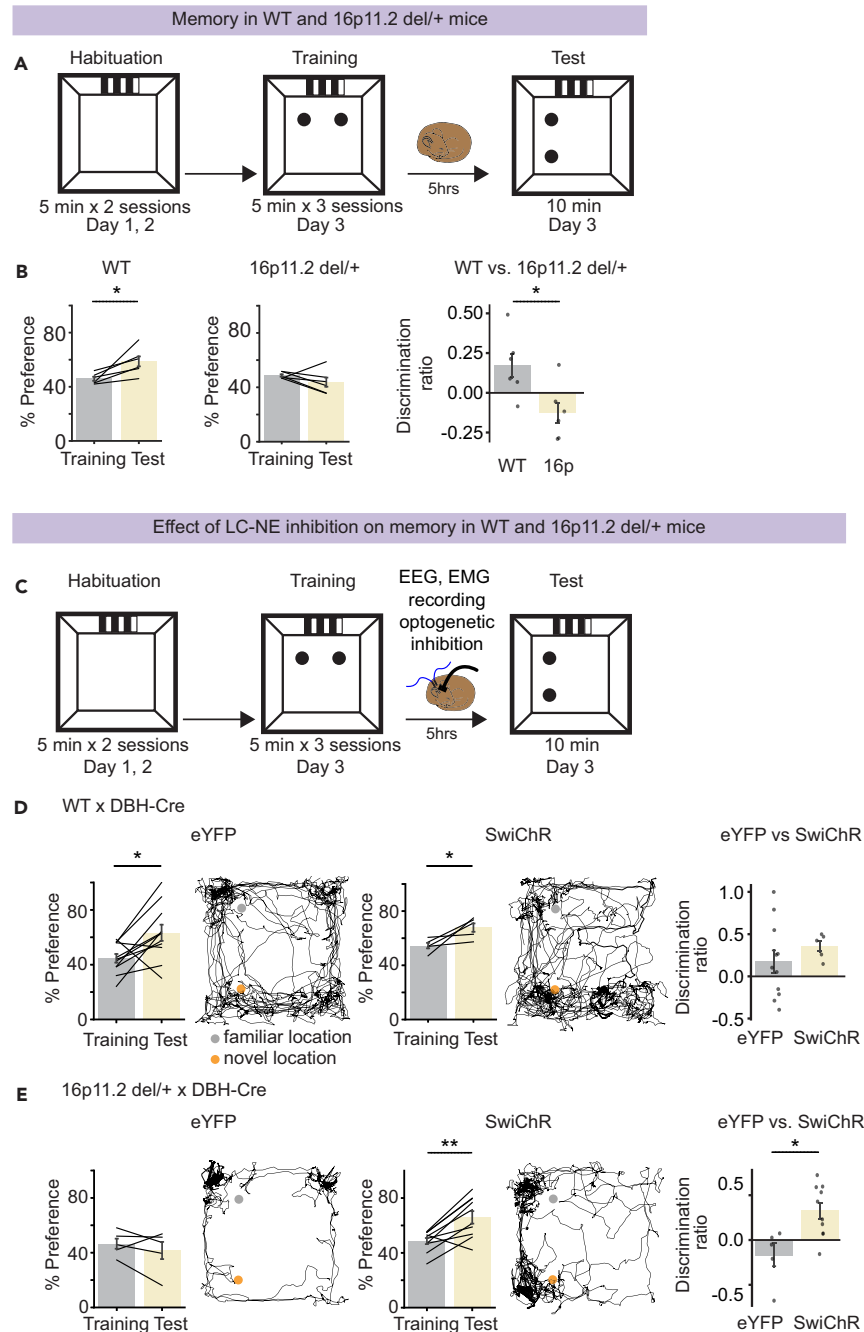 Memory in WT and 16p11.2 del/+ mice
A
Habituation
Training
Test
5hrs
5 min x 2 sessions
Day 1, 2
5 min x 3 sessions
Day 3
10 min
Day 3
B
WT
16p11.2 del/+
WT vs. 16p11.2 del/+
*
*
% Preference
80
40
0
Training Test
% Preference
80
40
0
Training Test
Discrimination
ratio
0.50
0.25
0.00
-0.25
WT
16p
Effect of LC-NE inhibition on memory in WT and 16p11.2 del/+ mice
C
Habituation
Training
EEG, EMG
recording
optogenetic
inhibition
Test
5hrs
5 min x 2 sessions
Day 1, 2
5 min x 3 sessions
Day 3
10 min
Day 3
D
WT x DBH-Cre
eYFP
SwiChR
eYFP vs SwiChR
*
*
% Preference
80
40
0
Training Test
familiar location
novel location
% Preference
80
40
0
Training Test
Discrimination
ratio
1.0
0.5
0.0
-0.5
eYFP
SwiChR
E
16p11.2 del/+ x DBH-Cre
eYFP
SwiChR
eYFP vs. SwiChR
**
*
% Preference
80
40
0
Training Test
% Preference
80
40
0
Training Test
Discrimination
ratio
0.5
0.0
-0.5
eYFP
SwiChR